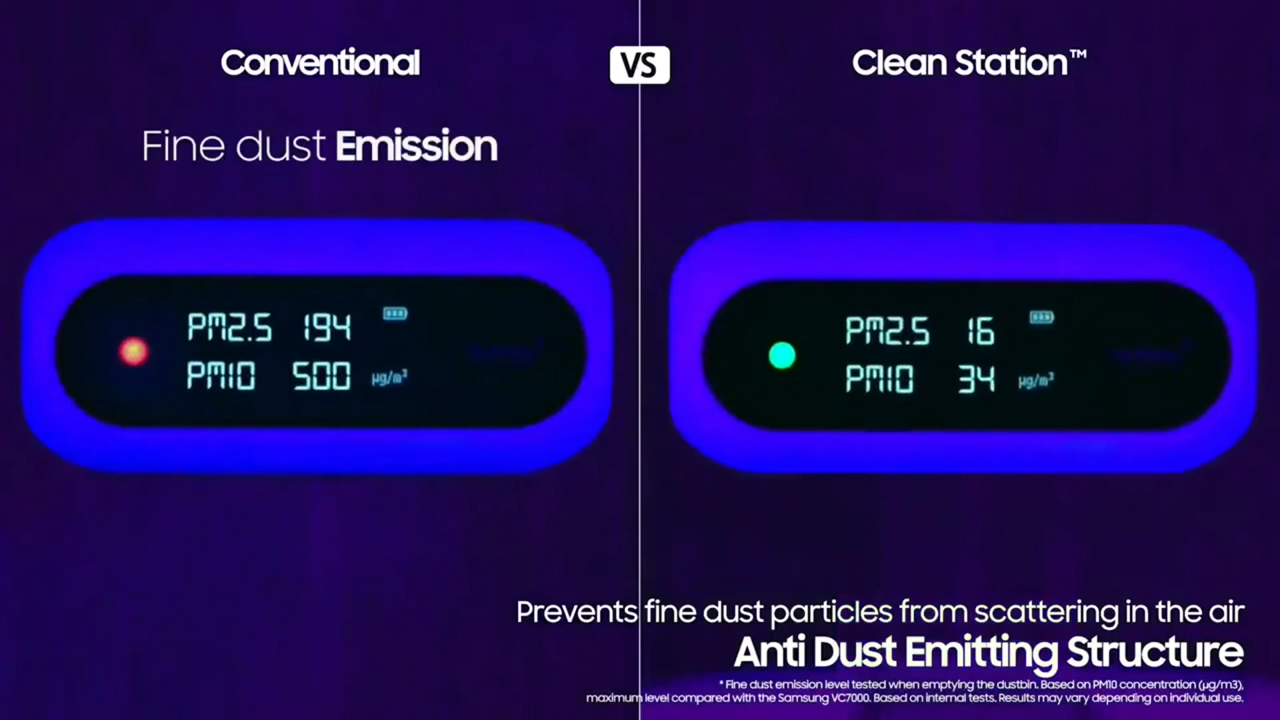 Conventional
VS
Clean Station™
Fine dust Emission
PM2.5 194
PM10 500 µg/m³
PM2.5 16
PM10 34 µg/m³
Prevents fine dust particles from scattering in the air
Anti Dust Emitting Structure
* Fine dust emission level tested when emptying the dustbin. Based on PM10 concentration (µg/m3),
maximum level compared with the Samsung VC7000. Based on internal tests. Results may vary depending on individual use.